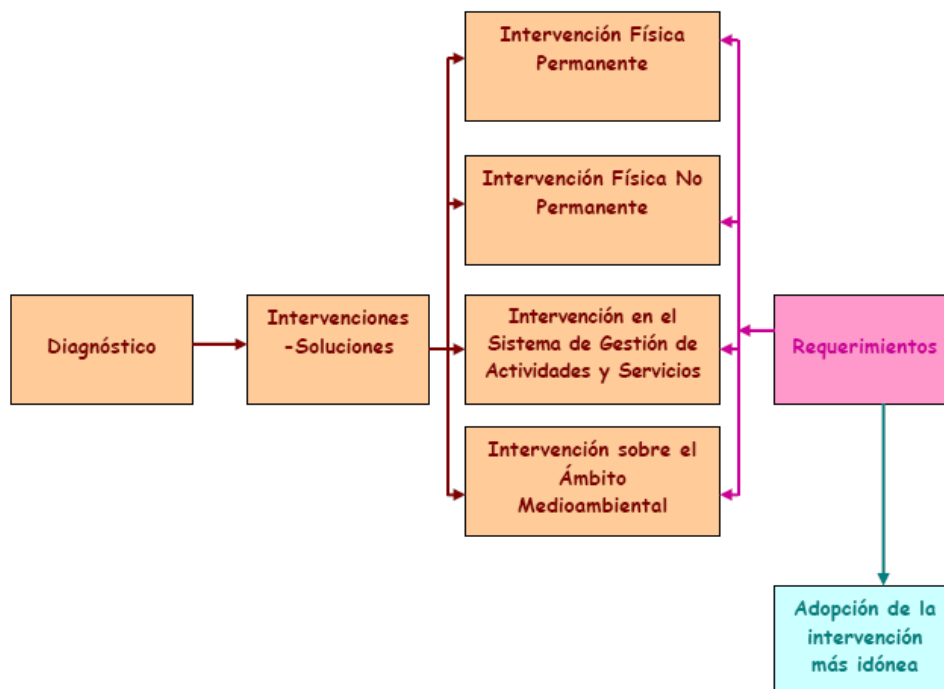 Intervención Física
Permanente
Intervención Física No
Permanente
Diagnóstico
Intervenciones
-Soluciones
Intervención en el
Sistema de Gestión de
Actividades y Servicios
Requerimientos
Intervención sobre el
Ámbito
Medioambiental
Adopción de la
intervención
más idónea